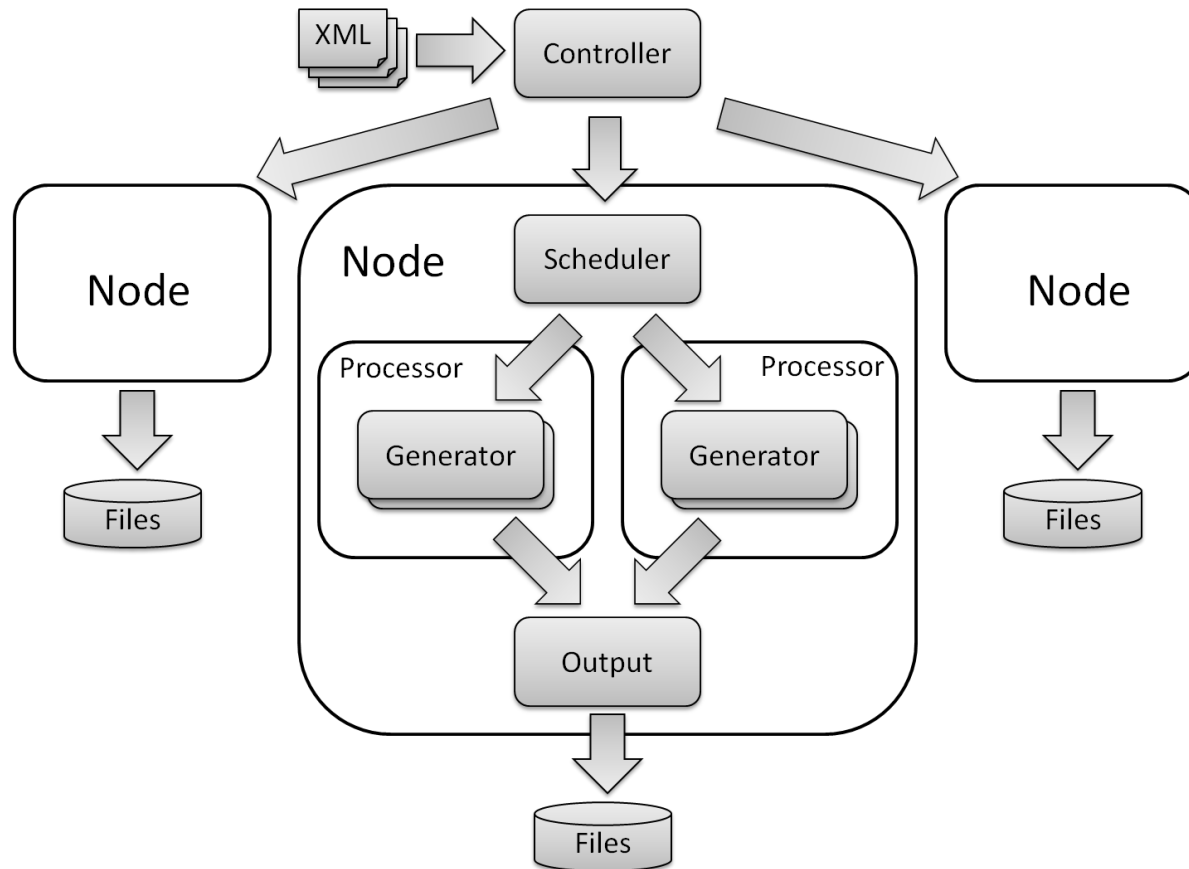 XML
Controller
Node
Node
Scheduler
Node
Processor
Processor
Generator
Generator
Files
Files
Output
Files